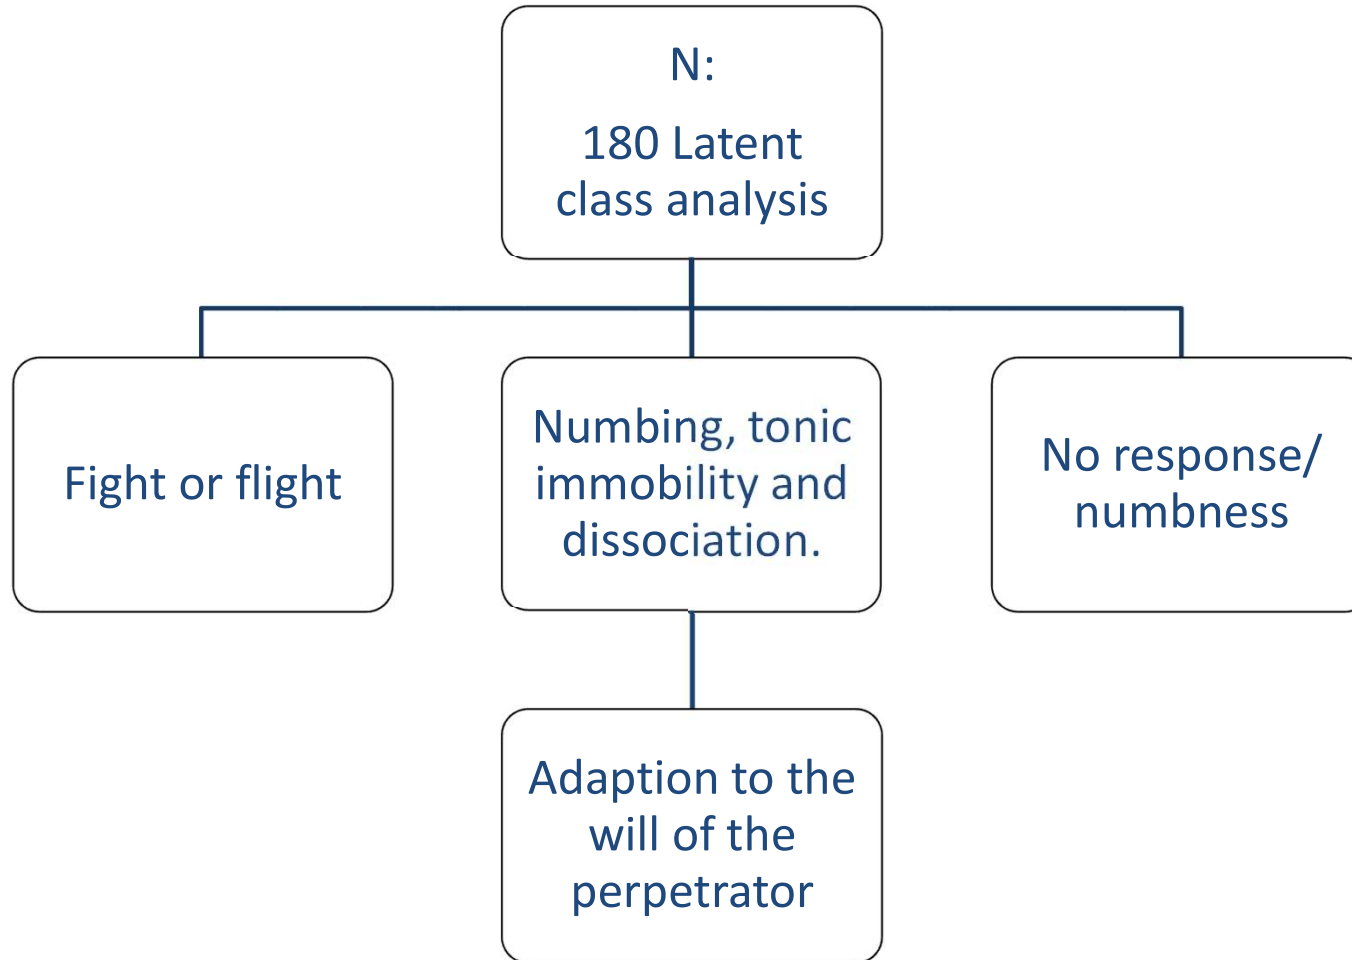 N:
180 Latent
class analysis
Fight or flight
Numbing, tonic
immobility and
dissociation.
No response/
numbness
Adaption to the
will of the
perpetrator